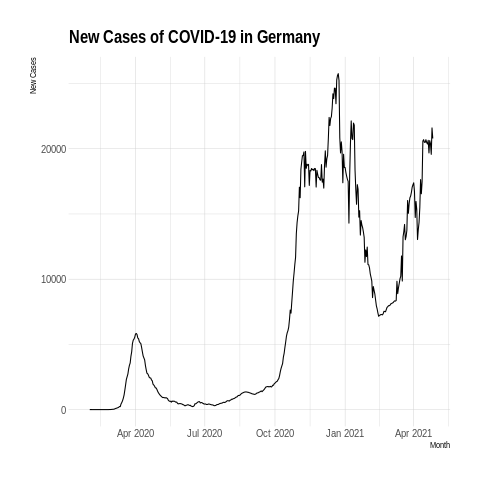 New Cases of COVID-19 in Germany
New Cases
20000
10000
0
Apr 2020
Jul 2020
Oct 2020
Jan 2021
Apr 2021
Month